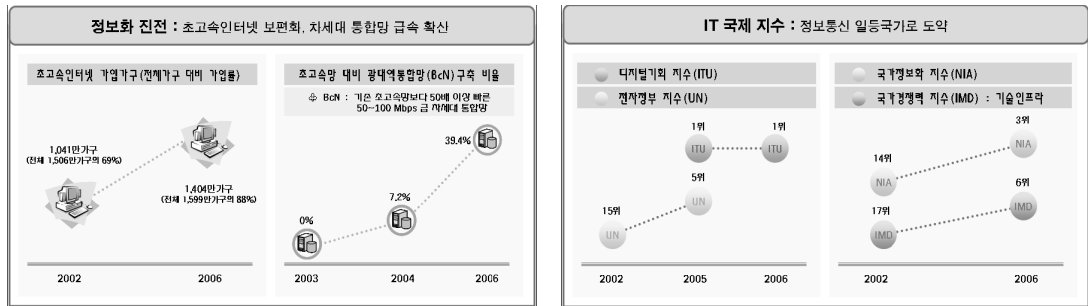 정보화 진전 : 초고속인터넷 보편화, 차세대 통합망 급속 확산
초고속인터넷 가입가구(전체가구 대비 가입률)
1,041만가구
(전체 1,506만가구의 69%)
1,404만가구
(전체 1,599만가구의 88%)
2002 2006
초고속망 대비 광대역통합망(BcN) 구축 비율
BcN : 기존 초고속망보다 50배 이상 빠른
50~100 Mbps 급 차세대 통합망
39.4%
7.2%
0%
2003 2004 2006
IT 국제 지수 : 정보통신 일등국가로 도약
디지털기회 지수(ITU)
전자정부 지수(UN)
1위 1위
ITU ITU
5위
UN
15위
UN
2002 2005 2006
국가정보화 지수(NIA)
국가경쟁력 지수(IMD) : 기술인프라
3위
NIA
14위
NIA
6위
IMD
17위
IMD
2002 2006